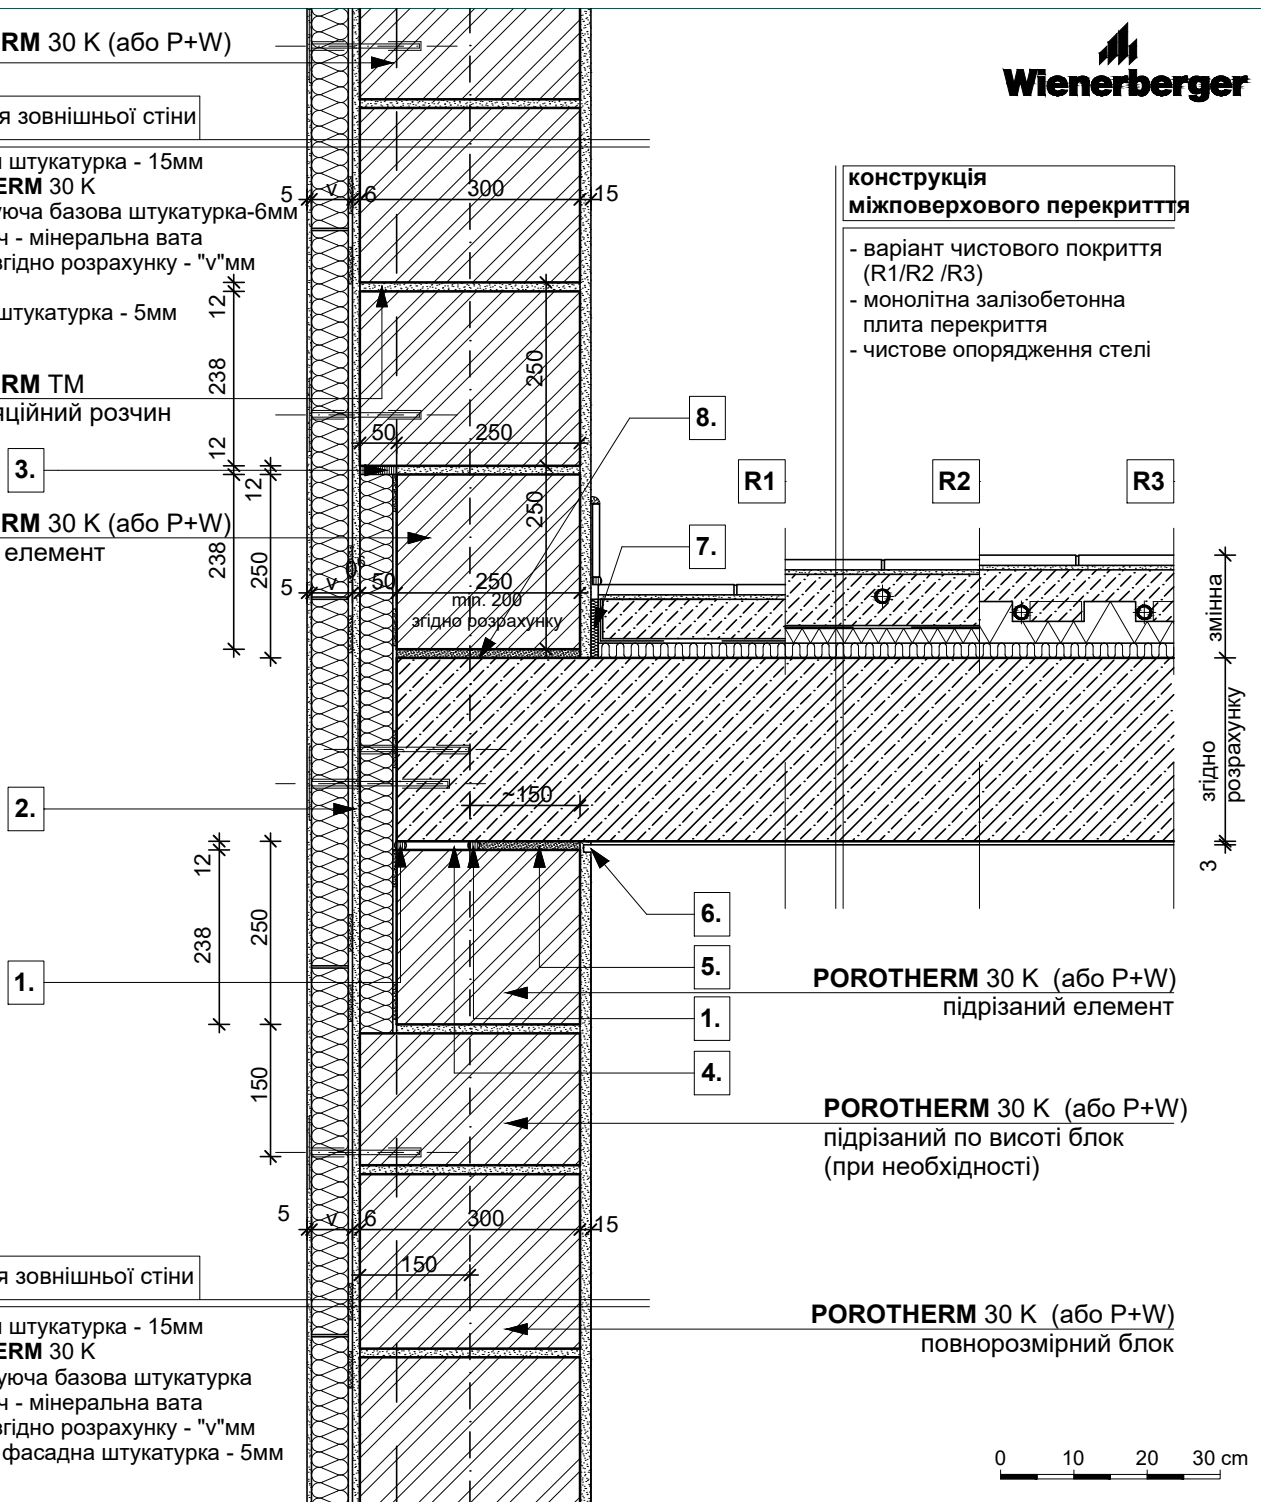 RM 30 K (або P+W)
Wienerberger
я зовнішньої стіни
и штукатурка - 15мм
ERM 30 K
уюча базова штукатурка-6мм
ч - мінеральна вата
згідно розрахунку - "v"мм
штукатурка - 5мм
5 v 6 300 15
конструкція
міжповерхового перекритття
- варіант чистового покриття
(R1/R2 /R3)
- монолітна залізобетонна
плита перекриття
- чистове опорядження стелі
12
238
12
250
RM TM
яційний розчин
50 250
8.
3.
12
R1
R2
R3
250
RM 30 K (або P+W)
елемент
7.
238
250
5 v 50 250
min. 200
згідно розрахунку
змінна
згідно
розрахунку
3
2.
~150
12
238
250
150
6.
5.
1.
1.
4.
POROTHERM 30 K (або P+W)
підрізаний елемент
POROTHERM 30 K (або P+W)
підрізаний по висоті блок
(при необхідності)
5 v 6 300 15
150
я зовнішньої стіни
POROTHERM 30 K (або P+W)
повнорозмірний блок
и штукатурка - 15мм
ERM 30 K
уюча базова штукатурка
ч - мінеральна вата
згідно розрахунку - "v"мм
фасадна штукатурка - 5мм
0 10 20 30 cm